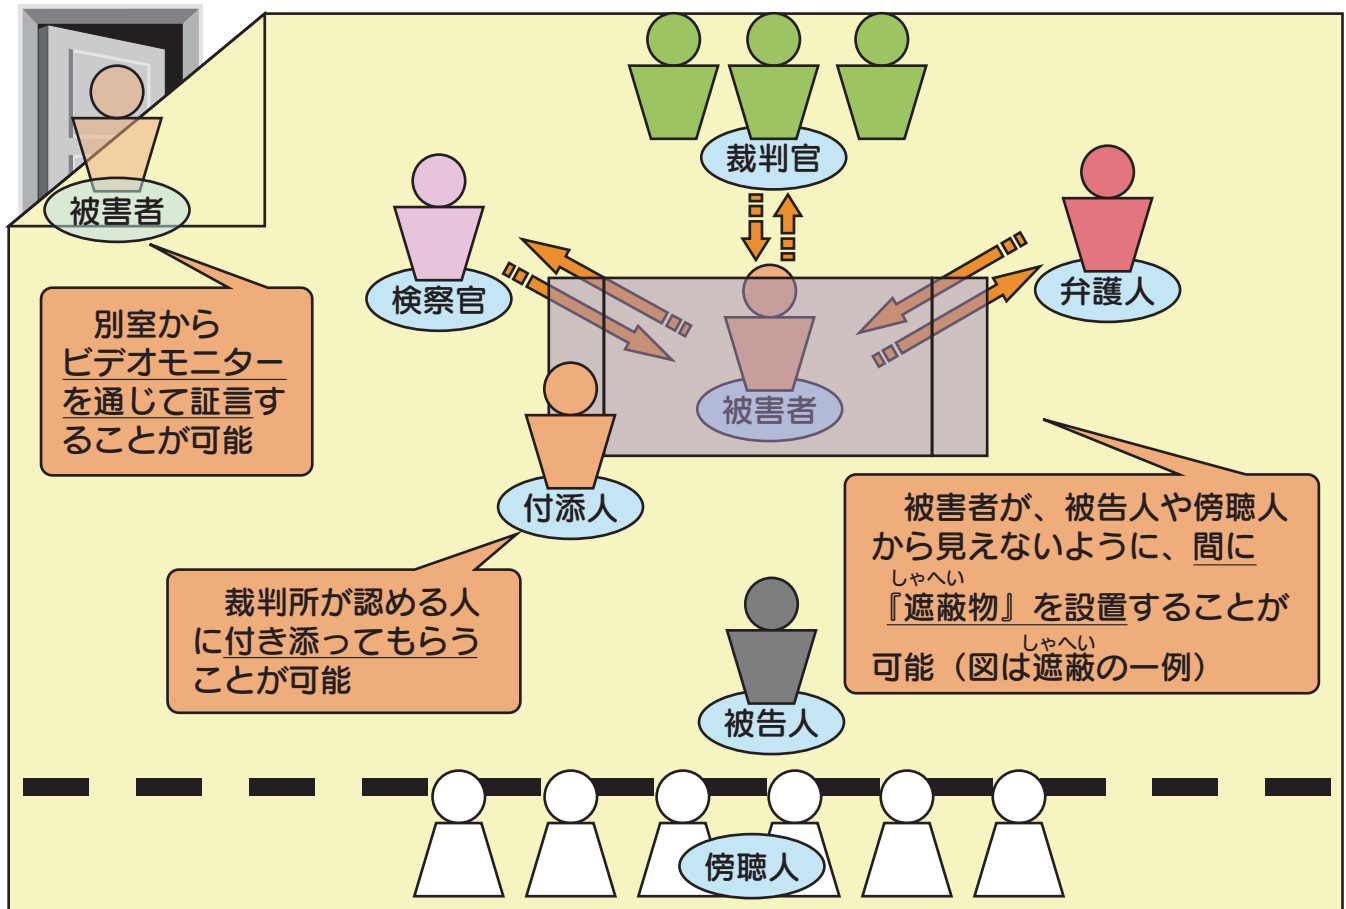 裁判官
被害者
検察官
弁護人
別室から
ビデオモニター
を通じて証言す
ることが可能
被害者
付添人
被害者が、被告人や傍聴人
から見えないように、間に
しゃへい
『遮蔽物』を設置することが
しゃへい
可能（図は遮蔽の一例）
裁判所が認める人
に付き添ってもらう
ことが可能
被告人
傍聴人